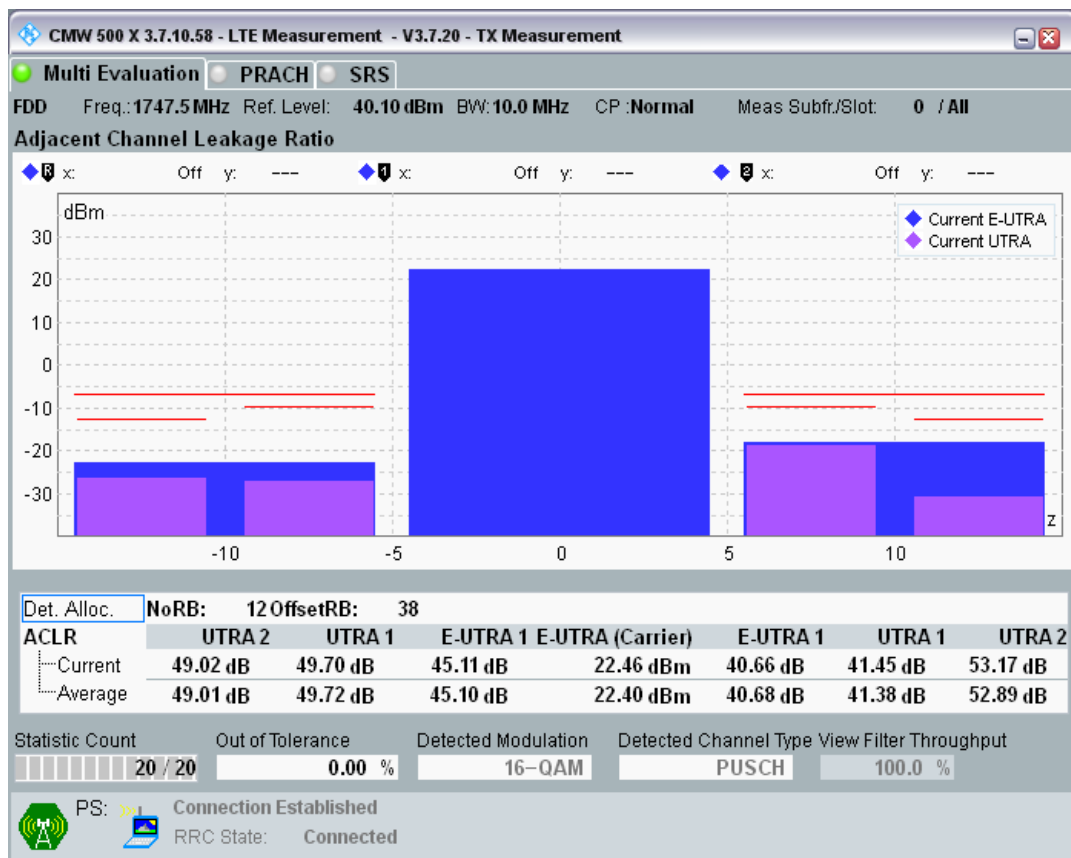 CMW 500 X 3.7.10.58 - LTE Measurement - V3.7.20 - TX Measurement
Multi Evaluation PRACH SRS
FDD Freq.:1747.5 MHz Ref. Level: 40.10 dBm BW:10.0 MHz CP :Normal Meas Subfr./Slot: 0 / All
Adjacent Channel Leakage Ratio
R x: Off y: --- 1 x: Off y: --- 2 x: Off y: ---
dBm
Current E-UTRA
Current UTRA
30
20
10
0
-10
-20
-30
z
-10 -5 0 5 10
Det. Alloc. NoRB: 12 OffsetRB: 38
ACLR UTRA 2 UTRA 1 E-UTRA 1 E-UTRA (Carrier) E-UTRA 1 UTRA 1 UTRA 2
Current 49.02 dB 49.70 dB 45.11 dB 22.46 dBm 40.66 dB 41.45 dB 53.17 dB
Average 49.01 dB 49.72 dB 45.10 dB 22.40 dBm 40.68 dB 41.38 dB 52.89 dB
Statistic Count Out of Tolerance Detected Modulation Detected Channel Type View Filter Throughput
20 / 20 0.00 % 16-QAM PUSCH 100.0 %
PS: Connection Established
RRC State: Connected